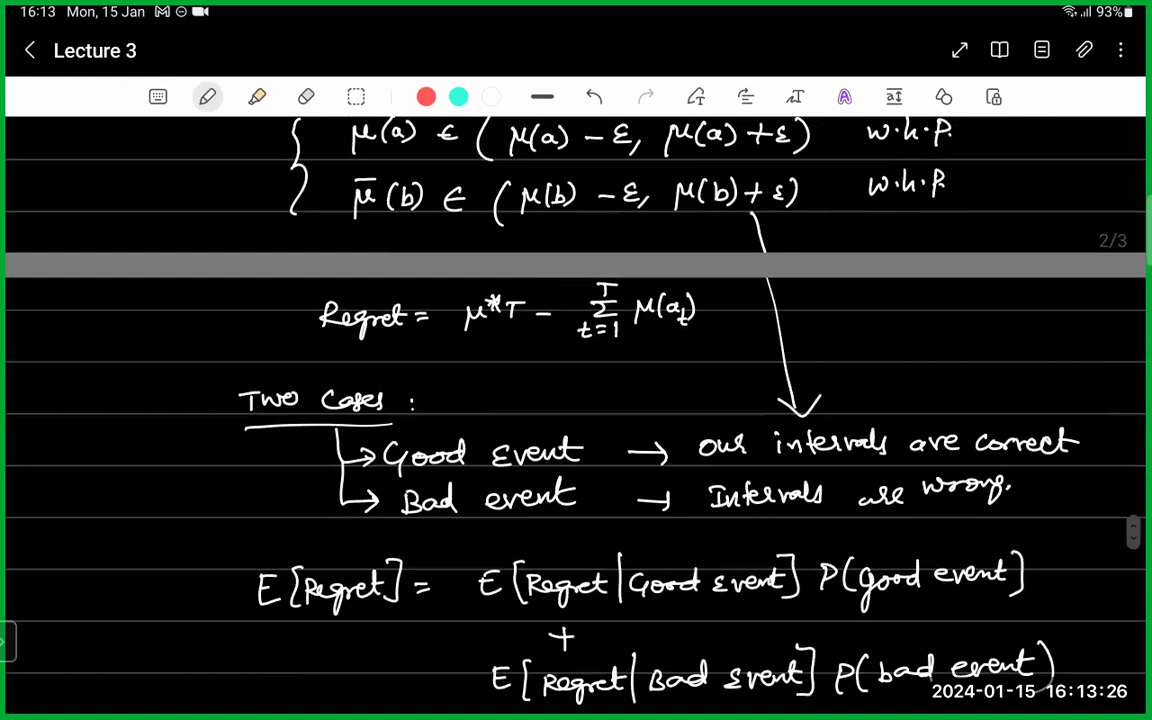 16:13 Mon, 15 Jan 93%
Lecture 3
μ(a) ∈ (μ(a) - ε, μ(a) + ε) w.h.p.
μ̄(b) ∈ (μ(b) - ε, μ(b) + ε) w.h.p.
2/3
Regret = μ*T - Σ_{t=1}^{T} μ(a_t)
Two Cases :
→ Good Event → Our intervals are correct
→ Bad event → Intervals are wrong.
E[Regret] = E[Regret|Good Event] P(good event)
+
E[Regret|Bad Event] P(bad event)
2024-01-15 16:13:26